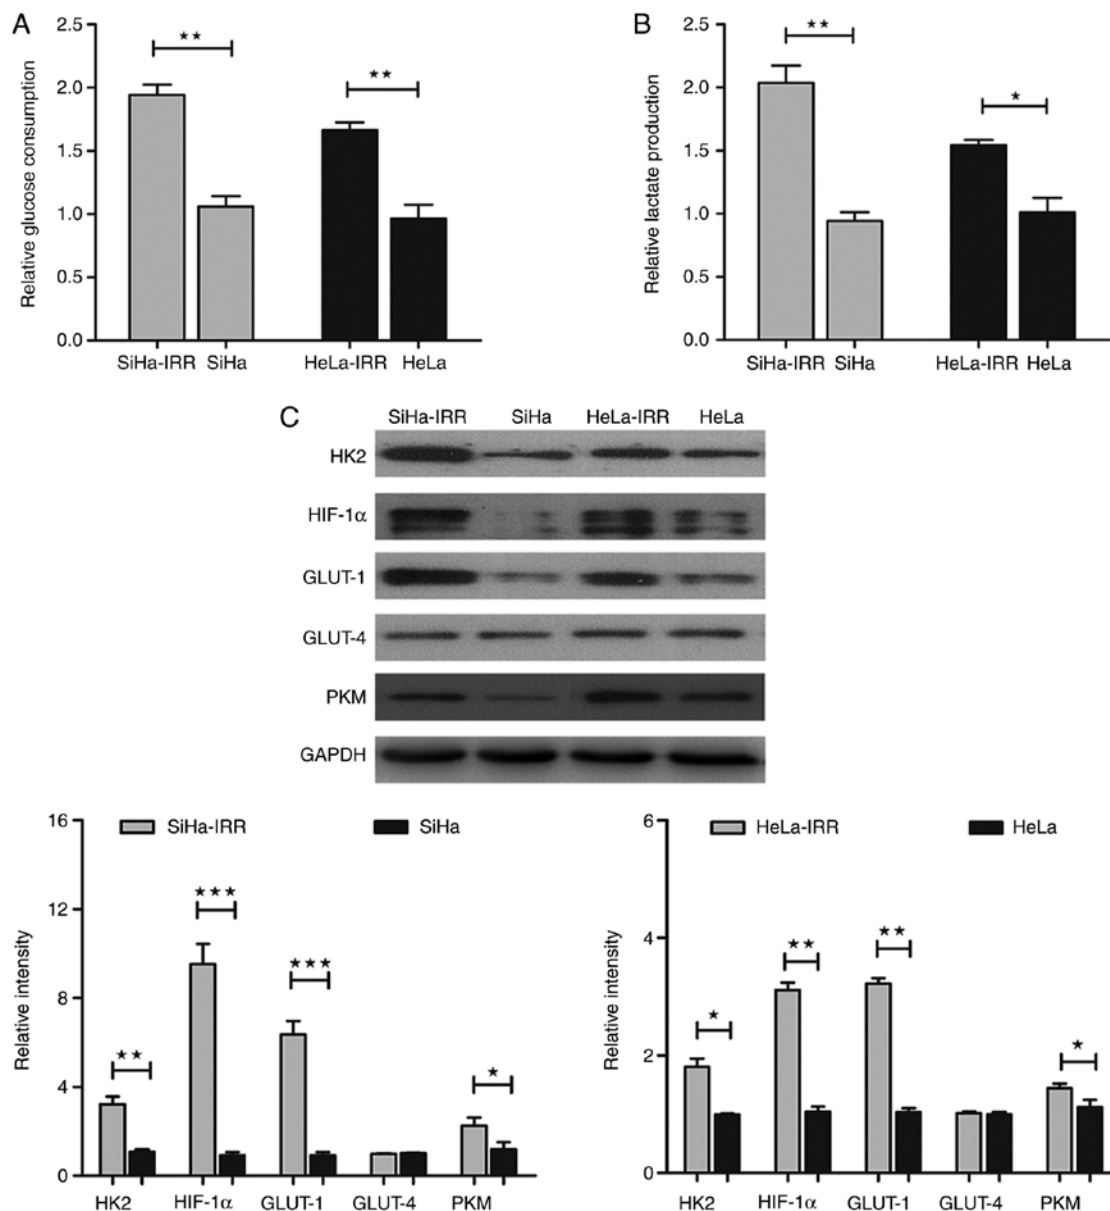 A
Relative glucose consumption
2.5
2.0
1.5
1.0
0.5
0.0
★★
★★
SiHa-IRR SiHa HeLa-IRR HeLa
B
Relative lactate production
2.5
2.0
1.5
1.0
0.5
0.0
★★
★
SiHa-IRR SiHa HeLa-IRR HeLa
C
SiHa-IRR SiHa HeLa-IRR HeLa
HK2
HIF-1α
GLUT-1
GLUT-4
PKM
GAPDH
Relative intensity
16
12
8
4
0
SiHa-IRR SiHa
★★
★★★
★★★
★
HK2 HIF-1α GLUT-1 GLUT-4 PKM
Relative intensity
6
4
2
0
HeLa-IRR HeLa
★
★★
★★
★
HK2 HIF-1α GLUT-1 GLUT-4 PKM